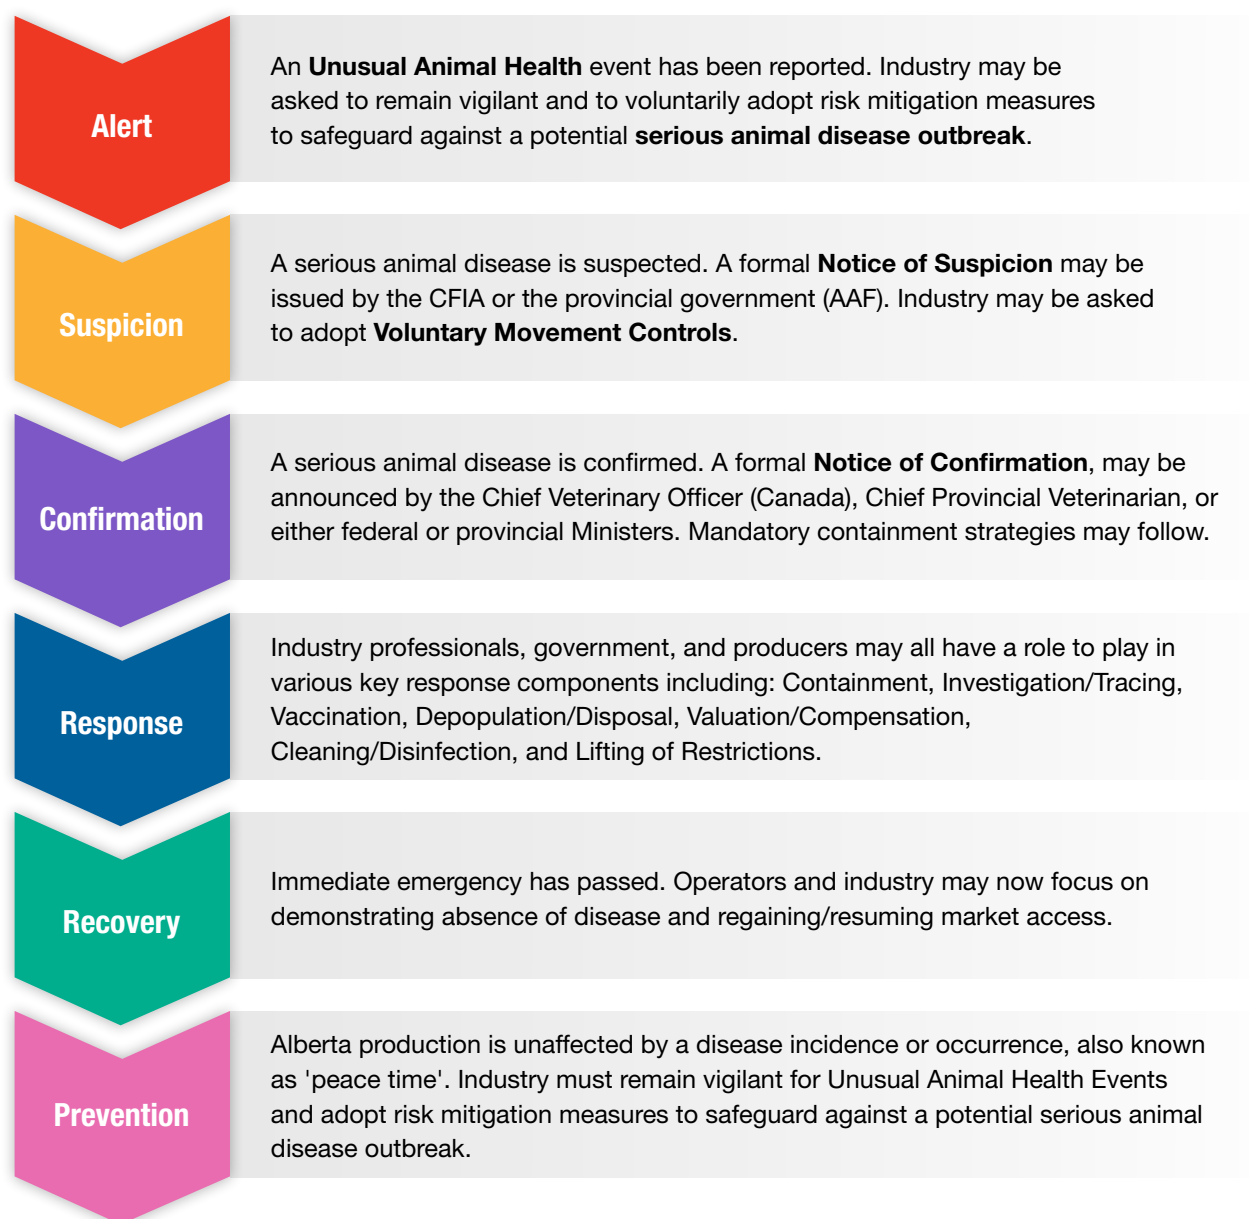 Alert
An Unusual Animal Health event has been reported. Industry may be
asked to remain vigilant and to voluntarily adopt risk mitigation measures
to safeguard against a potential serious animal disease outbreak.
Suspicion
A serious animal disease is suspected. A formal Notice of Suspicion may be
issued by the CFIA or the provincial government (AAF). Industry may be asked
to adopt Voluntary Movement Controls.
Confirmation
A serious animal disease is confirmed. A formal Notice of Confirmation, may be
announced by the Chief Veterinary Officer (Canada), Chief Provincial Veterinarian, or
either federal or provincial Ministers. Mandatory containment strategies may follow.
Response
Industry professionals, government, and producers may all have a role to play in
various key response components including: Containment, Investigation/Tracing,
Vaccination, Depopulation/Disposal, Valuation/Compensation,
Cleaning/Disinfection, and Lifting of Restrictions.
Recovery
Immediate emergency has passed. Operators and industry may now focus on
demonstrating absence of disease and regaining/resuming market access.
Prevention
Alberta production is unaffected by a disease incidence or occurrence, also known
as 'peace time'. Industry must remain vigilant for Unusual Animal Health Events
and adopt risk mitigation measures to safeguard against a potential serious animal
disease outbreak.